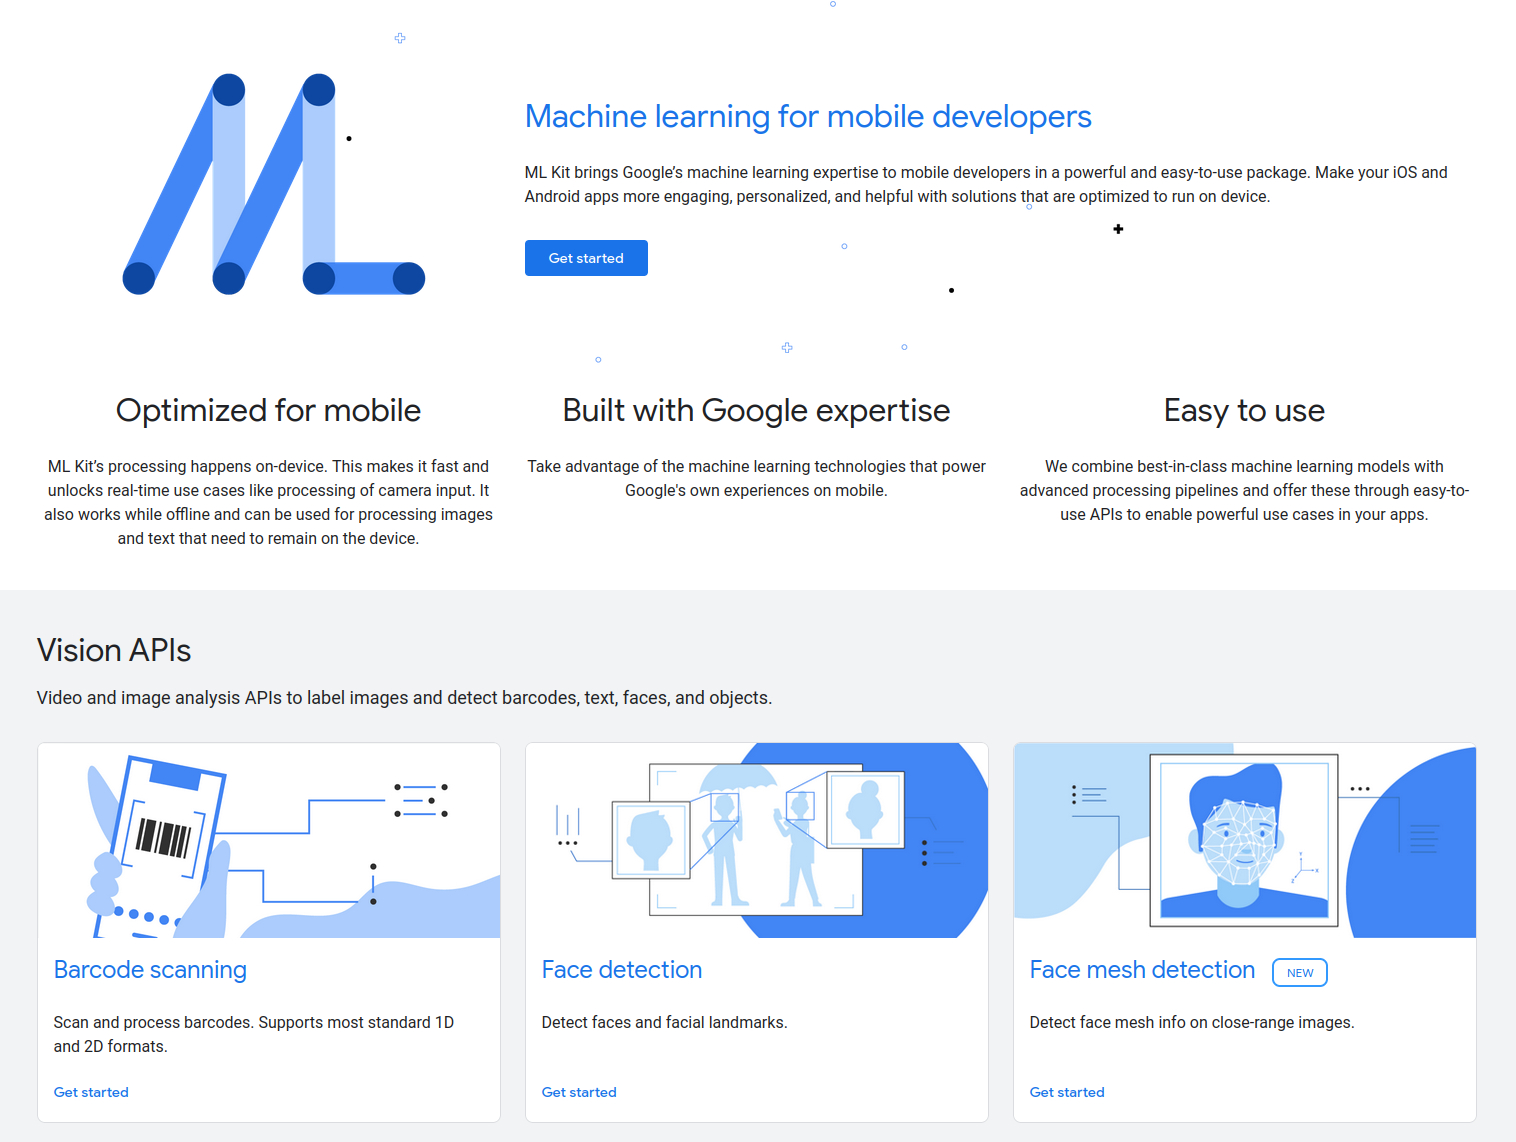 Machine learning for mobile developers
ML Kit brings Google’s machine learning expertise to mobile developers in a powerful and easy-to-use package. Make your iOS and
Android apps more engaging, personalized, and helpful with solutions that are optimized to run on device.
Get started
Optimized for mobile
ML Kit’s processing happens on-device. This makes it fast and
unlocks real-time use cases like processing of camera input. It
also works while offline and can be used for processing images
and text that need to remain on the device.
Built with Google expertise
Take advantage of the machine learning technologies that power
Google's own experiences on mobile.
Easy to use
We combine best-in-class machine learning models with
advanced processing pipelines and offer these through easy-to-
use APIs to enable powerful use cases in your apps.
Vision APIs
Video and image analysis APIs to label images and detect barcodes, text, faces, and objects.
Barcode scanning
Scan and process barcodes. Supports most standard 1D
and 2D formats.
Get started
Face detection
Detect faces and facial landmarks.
Get started
Face mesh detection NEW
Detect face mesh info on close-range images.
Get started